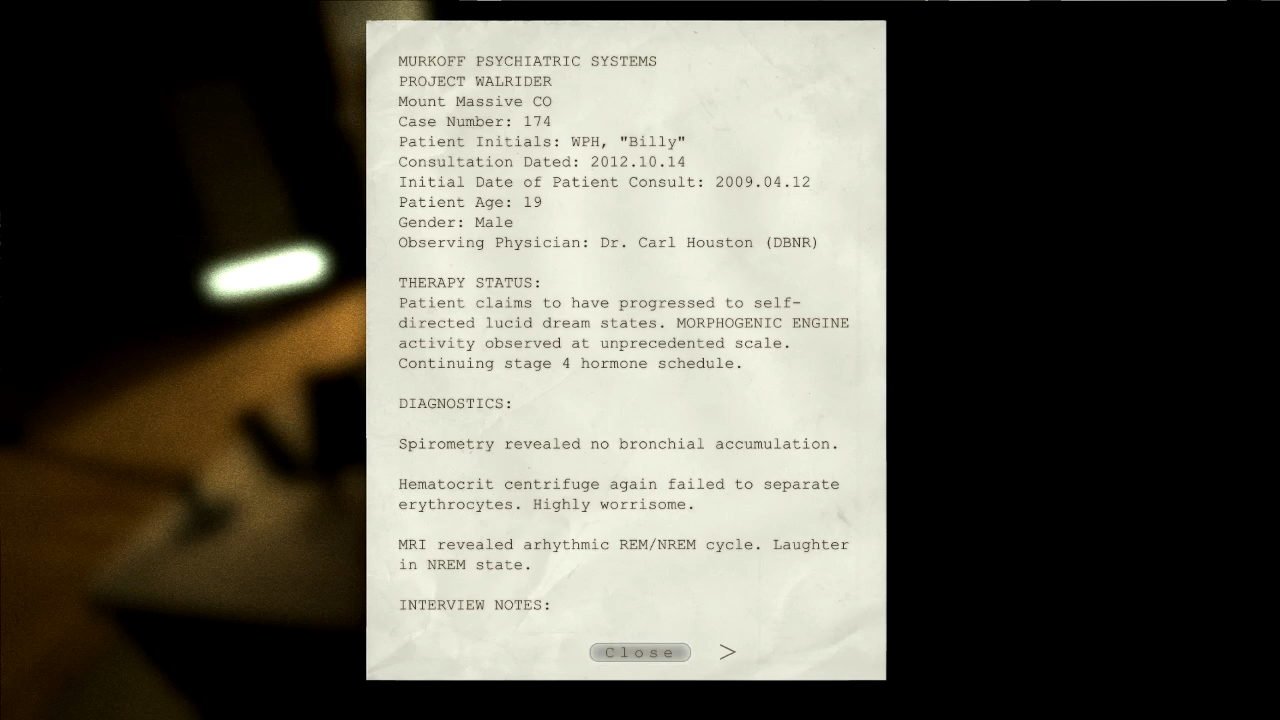 MURKOFF PSYCHIATRIC SYSTEMS
PROJECT WALRIDER
Mount Massive CO
Case Number: 174
Patient Initials: WPH, "Billy"
Consultation Dated: 2012.10.14
Initial Date of Patient Consult: 2009.04.12
Patient Age: 19
Gender: Male
Observing Physician: Dr. Carl Houston (DBNR)
THERAPY STATUS:
Patient claims to have progressed to self-
directed lucid dream states. MORPHOGENIC ENGINE
activity observed at unprecedented scale.
Continuing stage 4 hormone schedule.
DIAGNOSTICS:
Spirometry revealed no bronchial accumulation.
Hematocrit centrifuge again failed to separate
erythrocytes. Highly worrisome.
MRI revealed arhythmic REM/NREM cycle. Laughter
in NREM state.
INTERVIEW NOTES:
Close >